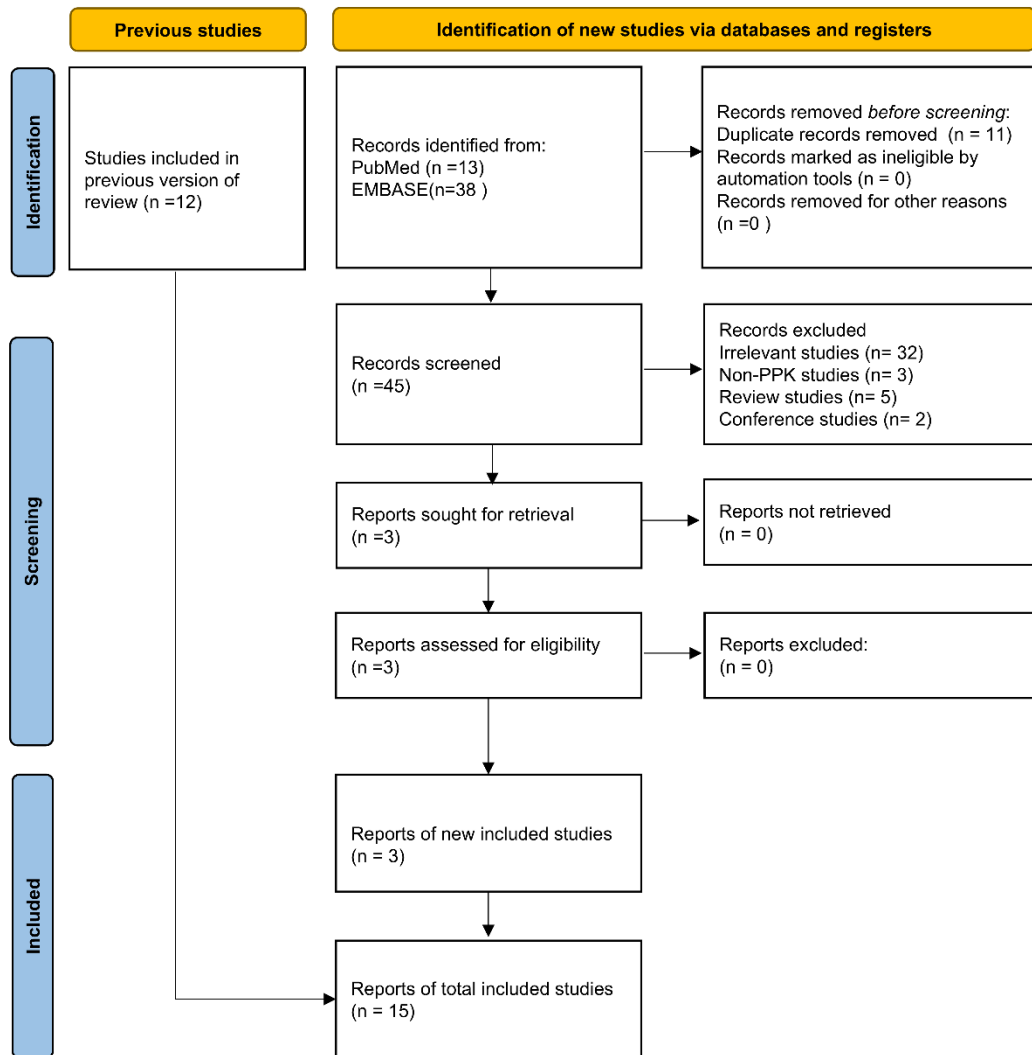 Previous studies
Identification of new studies via databases and registers
Identification
Studies included in
previous version of
review (n =12)
Records identified from:
PubMed (n =13)
EMBASE(n=38 )
Records removed before screening:
Duplicate records removed  (n = 11)
Records marked as ineligible by
automation tools (n = 0)
Records removed for other reasons
(n =0 )
Screening
Records screened
(n =45)
Records excluded
Irrelevant studies (n= 32)
Non-PPK studies (n= 3)
Review studies (n= 5)
Conference studies (n= 2)
Reports sought for retrieval
(n =3)
Reports not retrieved
(n = 0)
Reports assessed for eligibility
(n =3)
Reports excluded:
(n = 0)
Included
Reports of new included studies
(n = 3)
Reports of total included studies
(n = 15)